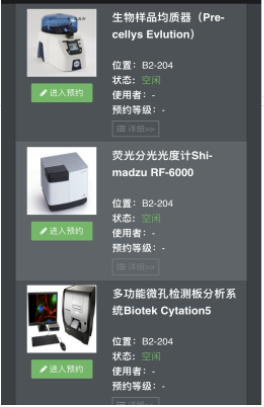 生物样品均质器（Pre-
cellys Evlution）
位置：B2-204
状态：空闲
使用者：-
预约等级：-
进入预约
详细>>
荧光分光光度计Shi-
madzu RF-6000
位置：B2-204
状态：空闲
使用者：-
预约等级：-
进入预约
详细>>
多功能微孔检测板分析系
统Biotek Cytation5
位置：B2-204
状态：空闲
使用者：-
预约等级：-
进入预约